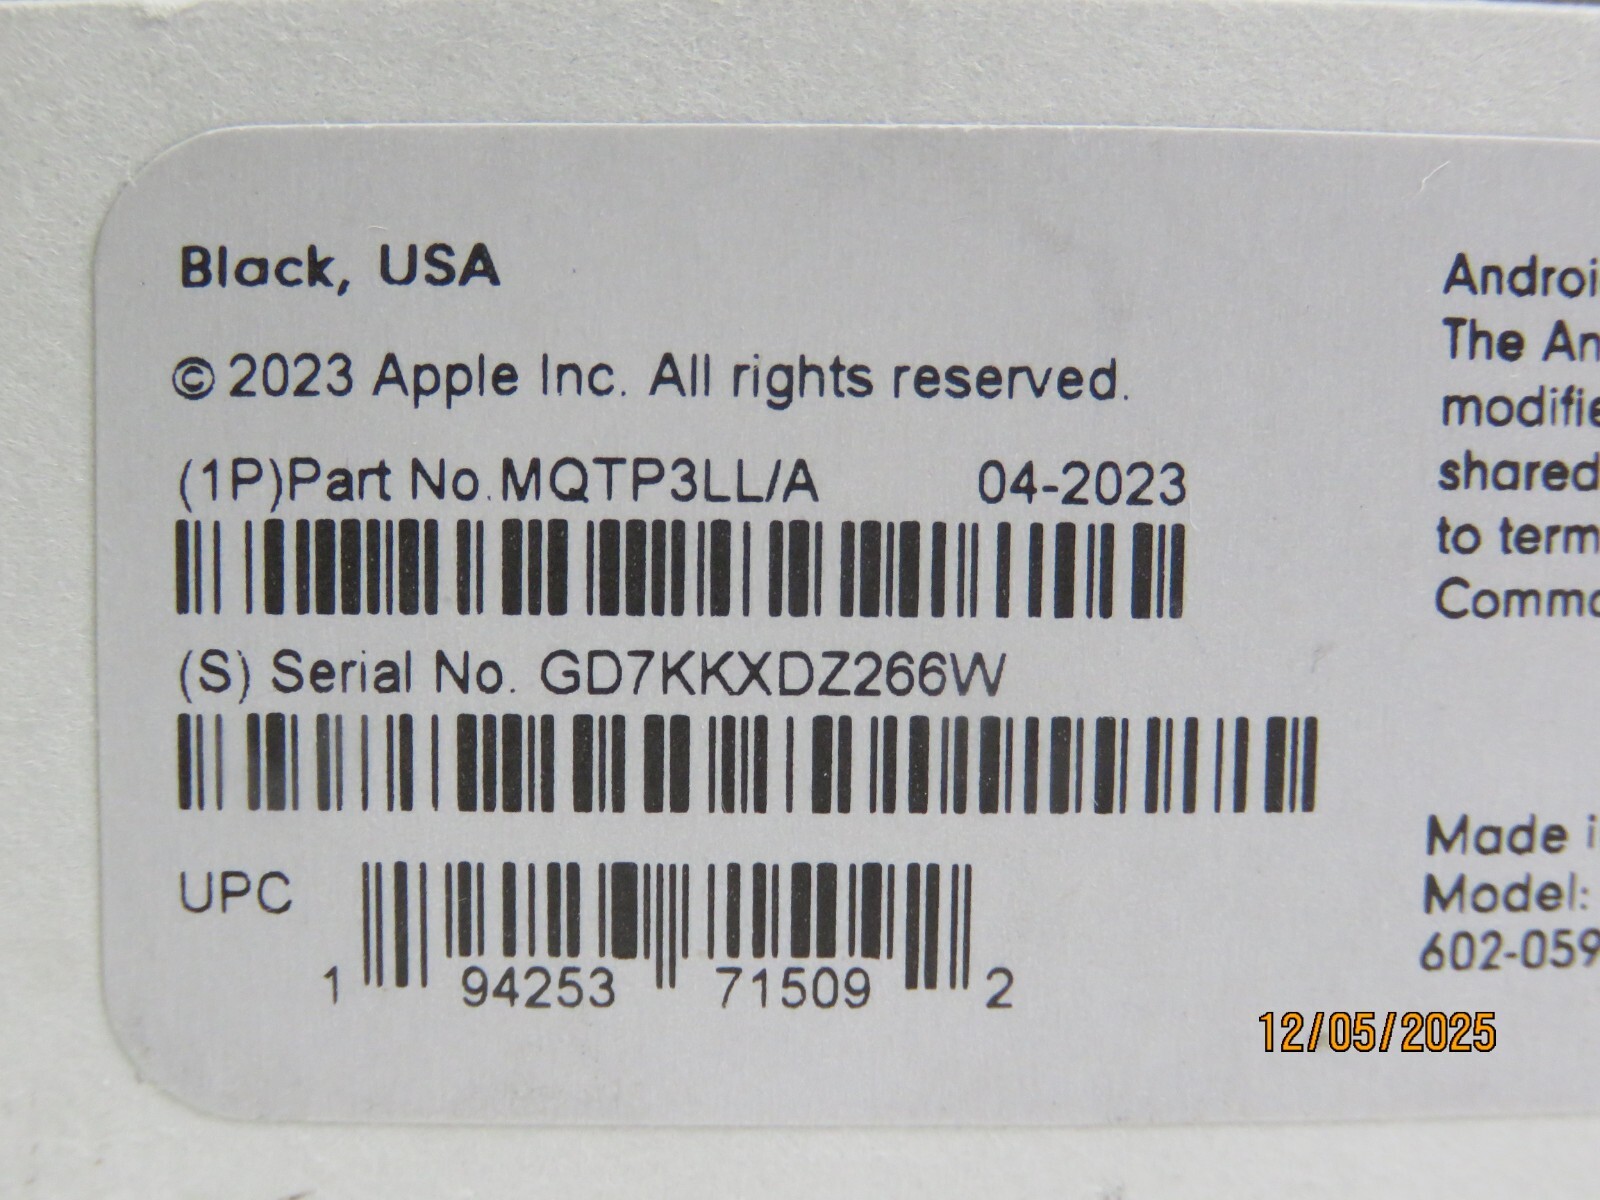 Black, USA
© 2023 Apple Inc. All rights reserved.
(1P)Part No.MQTP3LL/A 04-2023
(S) Serial No. GD7KKXDZ266W
UPC
1 94253 71509 2
Androi
The An
modifie
shared
to term
Commo
Made i
Model:
602-059
12/05/2025